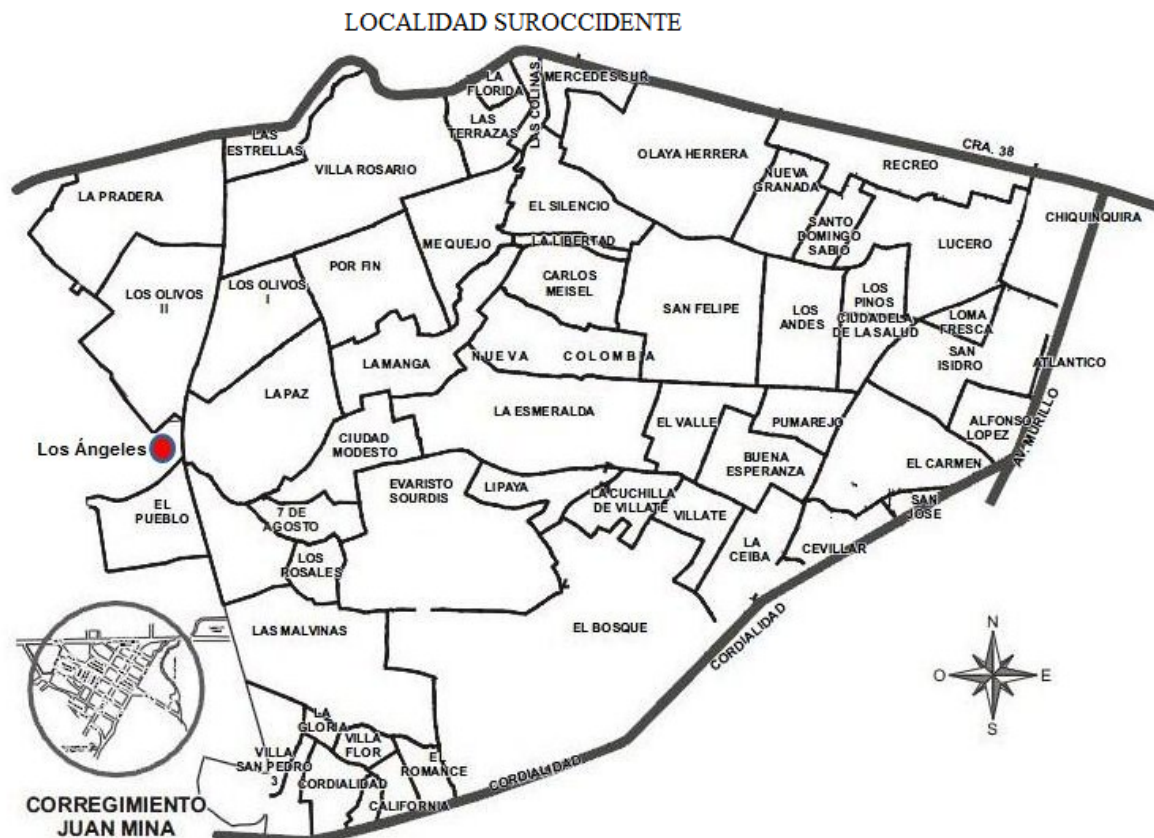 LOCALIDAD SUROCCIDENTE
LA
FLORIDA
LAS COLINAS
MERCEDES SUR
LAS
ESTRELLAS
LAS
TERRAZAS
CRA. 38
OLAYA HERRERA
RECREO
VILLA ROSARIO
NUEVA
GRANADA
LA PRADERA
EL SILENCIO
SANTO
DOMINGO
SABIO
CHIQUINQUIRA
ME QUEJO
LA LIBERTAD
LUCERO
POR FIN
CARLOS
MEISEL
LOS OLIVOS
I
LOS OLIVOS
II
SAN FELIPE
LOS
ANDES
LOS
PINOS
CIUDADELA
DE LA SALUD
LOMA
FRESCA
SAN
ISIDRO
LA MANGA
NUEVA COLOMBIA
ATLANTICO
LA PAZ
LA ESMERALDA
EL VALLE
PUMAREJO
ALFONSO
LOPEZ
AV. MURILLO
Los Ángeles
CIUDAD
MODESTO
BUENA
ESPERANZA
EL CARMEN
EVARISTO
SOURDIS
LIPAYA
LA CUCHILLA
DE VILLATE
VILLATE
SAN
JOSE
EL
PUEBLO
7 DE
AGOSTO
LA
CEIBA
CEVILLAR
LOS
ROSALES
LAS MALVINAS
EL BOSQUE
CORDIALIDAD
N
O
E
S
LA
GLORIA
VILLA
FLOR
VILLA
SAN PEDRO
3
EL
ROMANCE
CORDIALIDAD
CORDIALIDAD
CALIFORNIA
CORREGIMIENTO
JUAN MINA